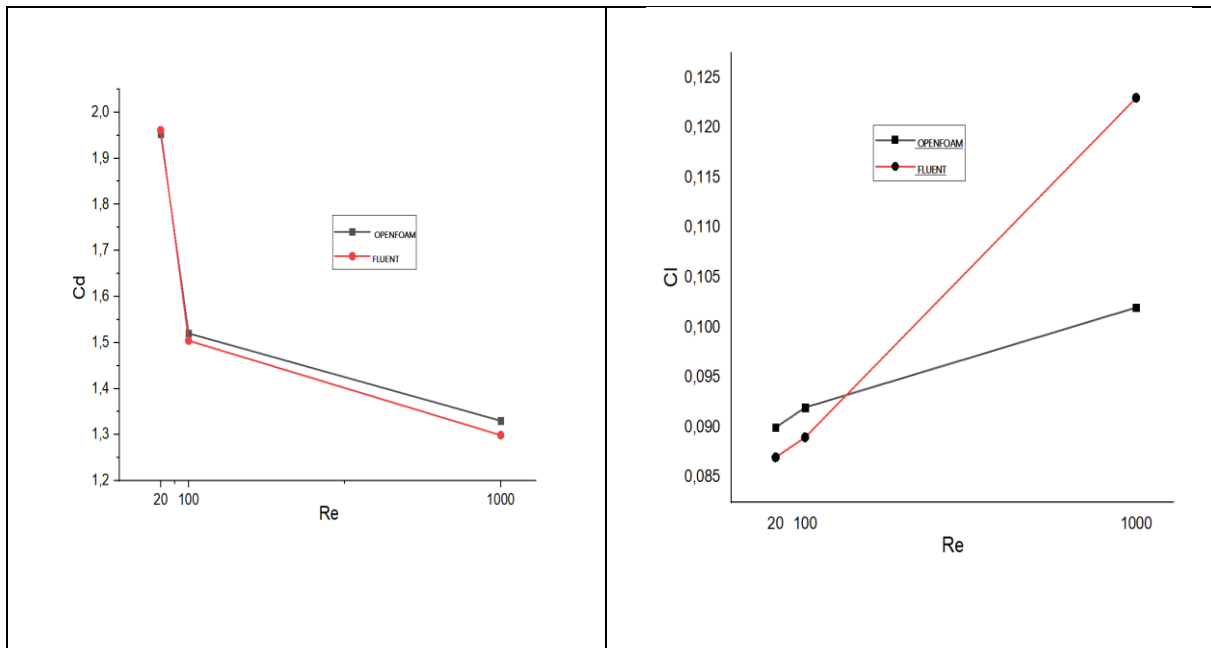 2,0
1,9
1,8
1,7
1,6
1,5
1,4
1,3
1,2
Cd
OPENFOAM
FLUENT
20 100 1000
Re
0,125
0,120
0,115
0,110
0,105
0,100
0,095
0,090
0,085
Cl
OPENFOAM
FLUENT
20 100 1000
Re